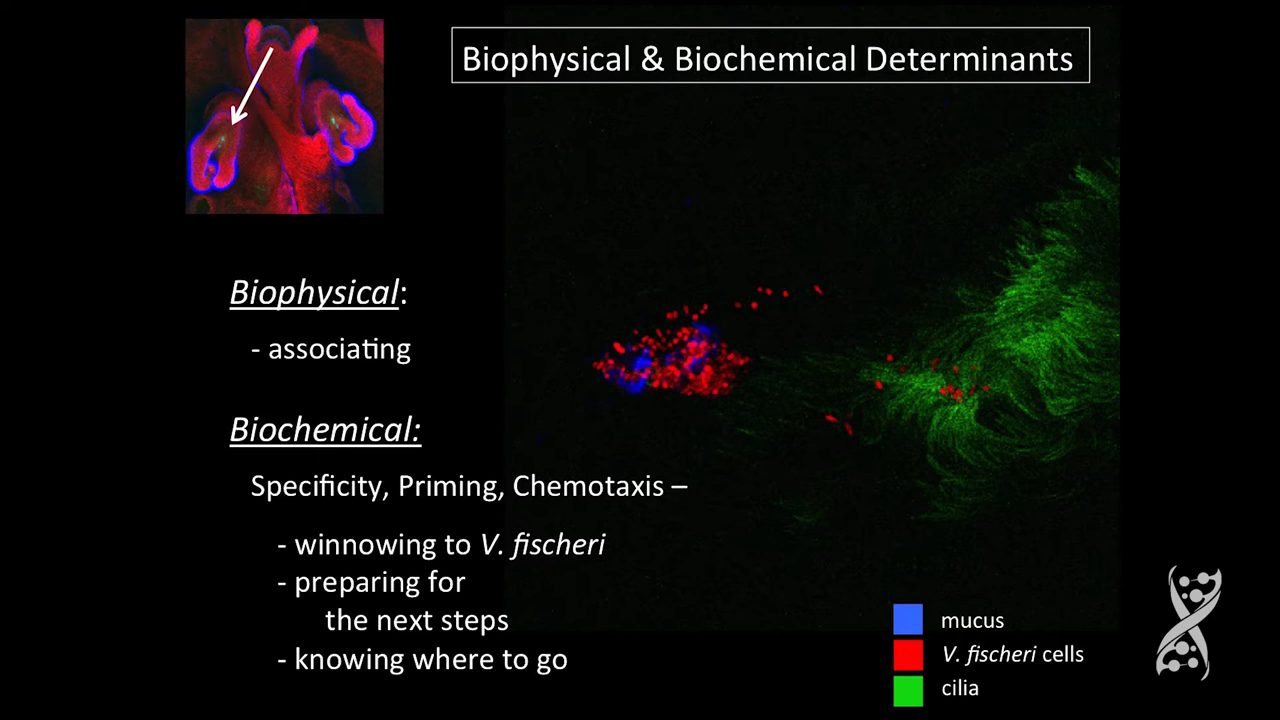 Biophysical & Biochemical Determinants
Biophysical:
- associating
Biochemical:
Specificity, Priming, Chemotaxis –
- winnowing to V. fischeri
- preparing for
the next steps
- knowing where to go
mucus
V. fischeri cells
cilia